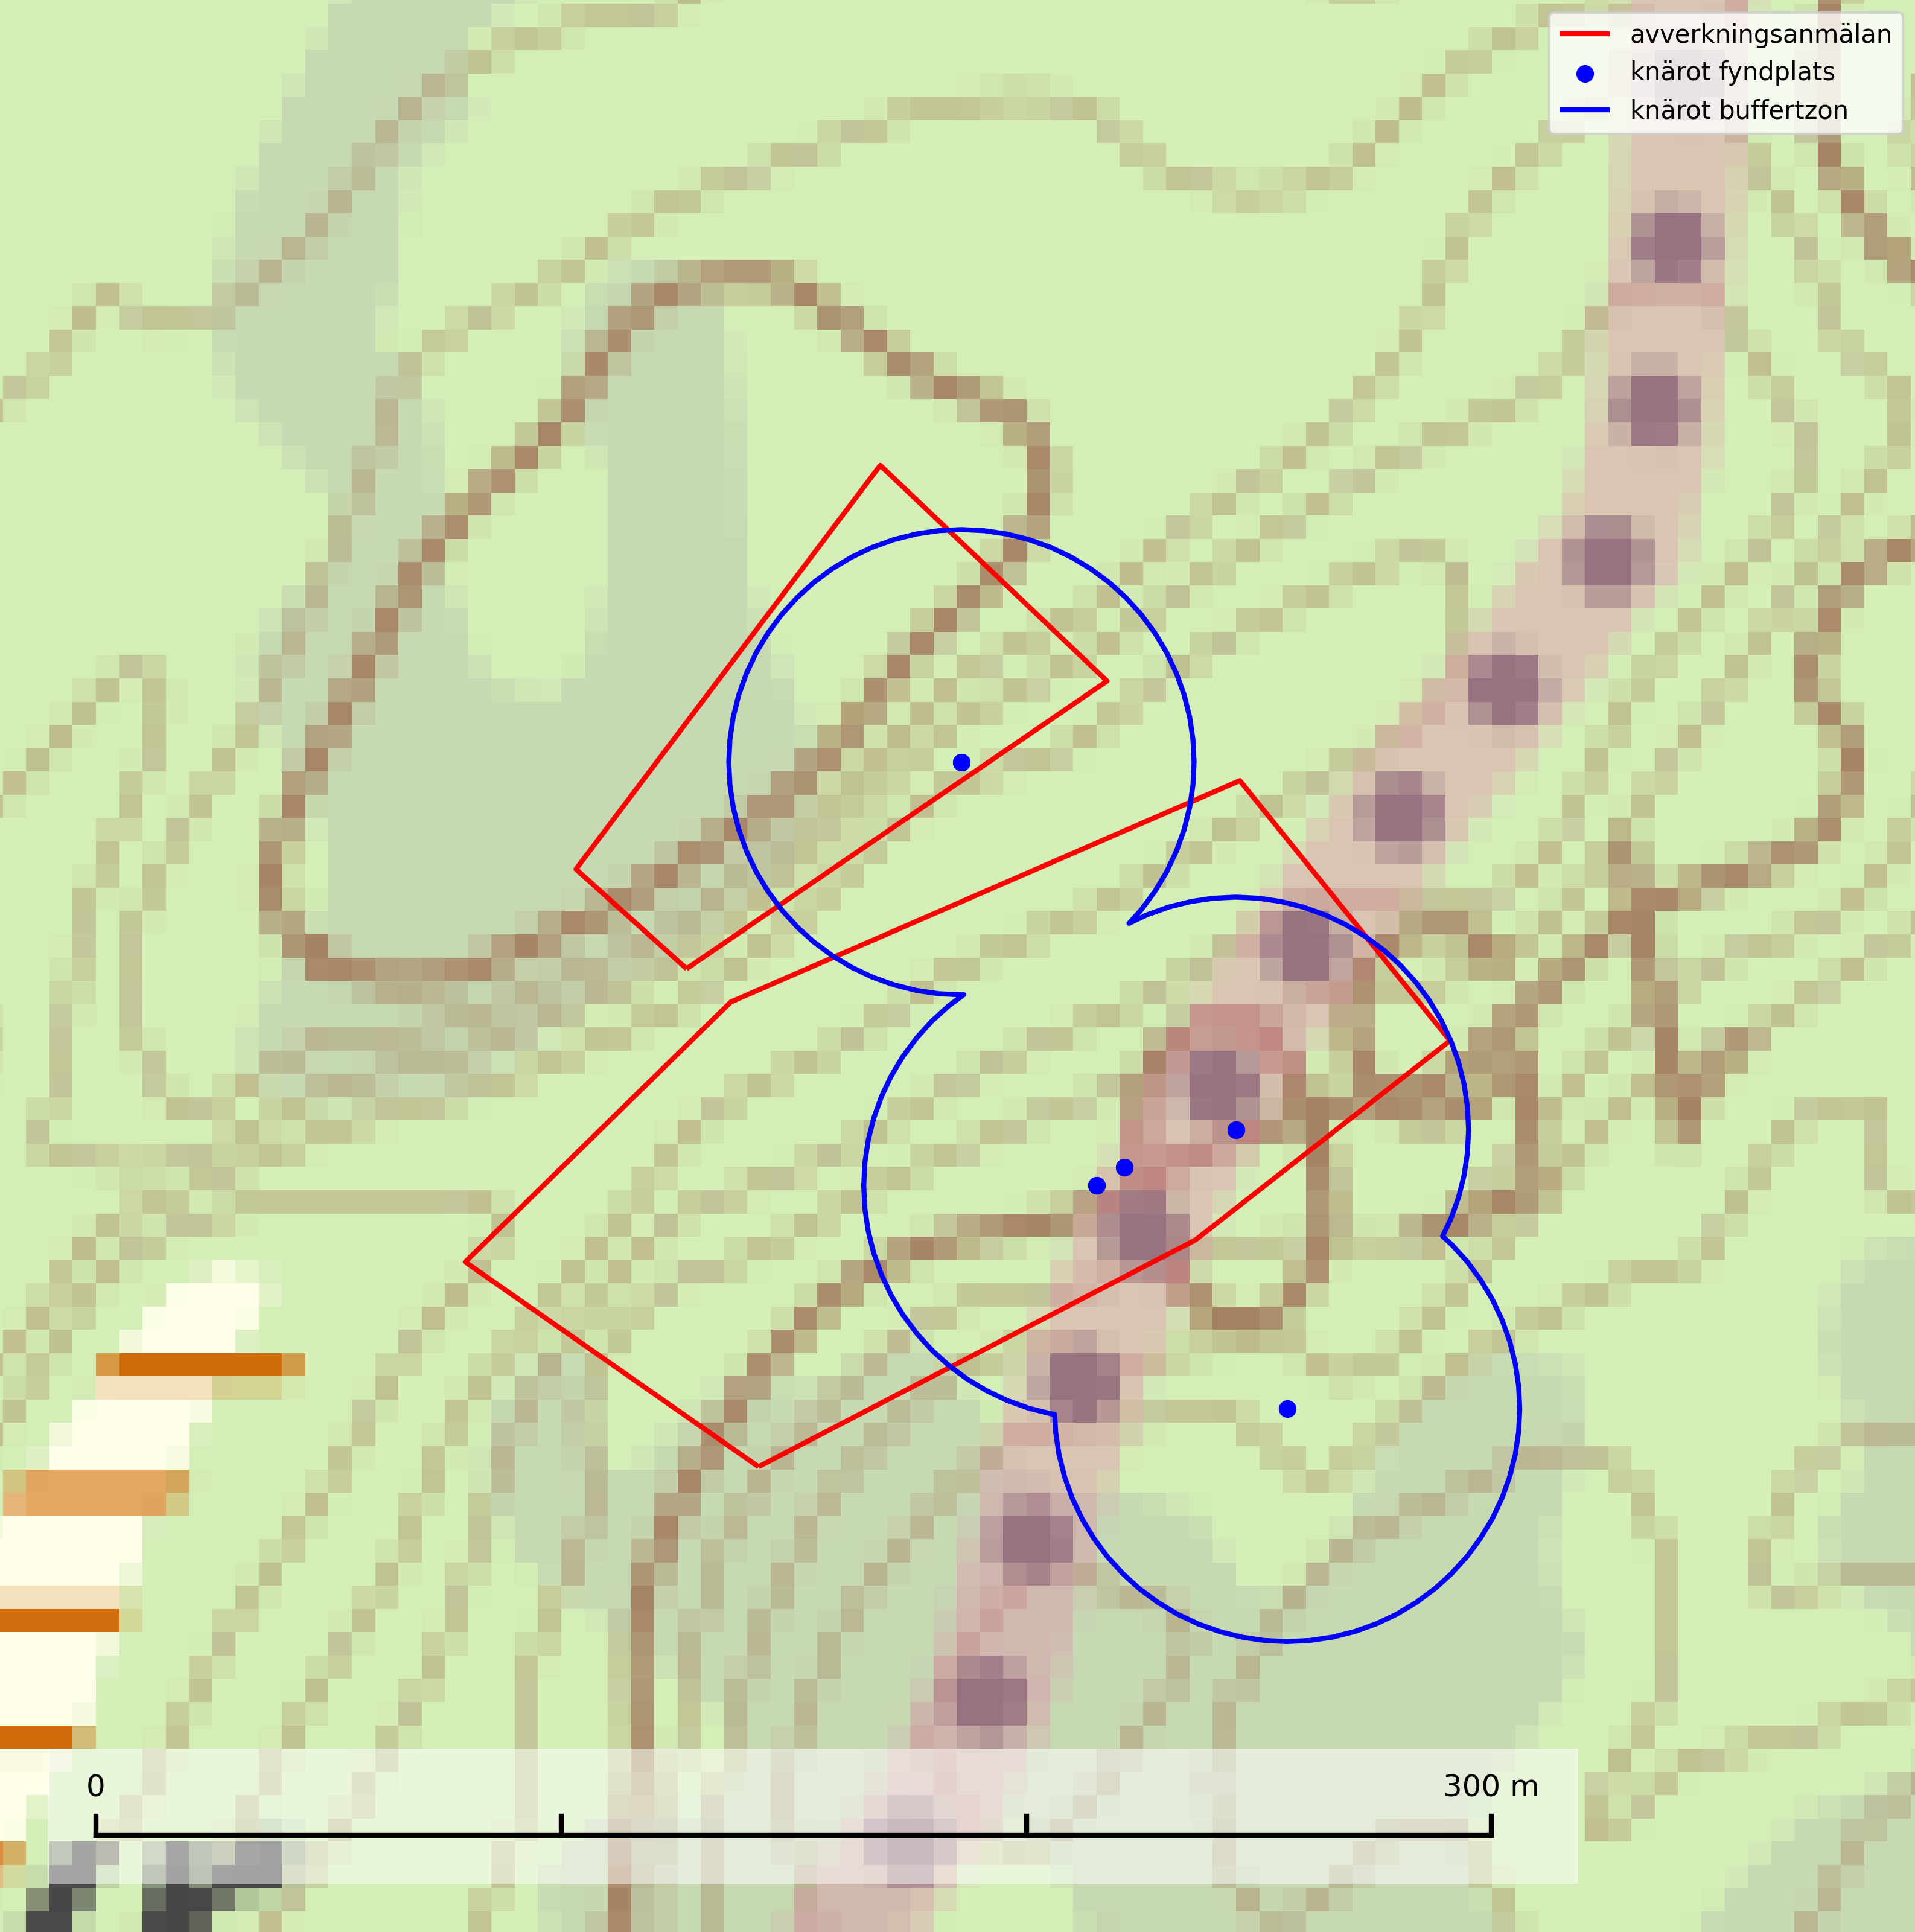 avverkningsanmälan
knärot fyndplats
knärot buffertzon
0
300 m